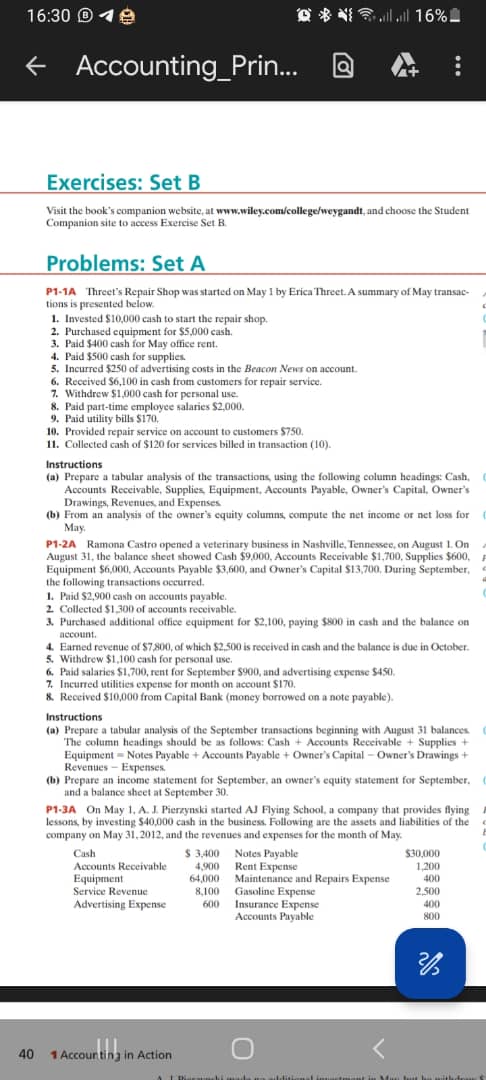 16:30
16%
Accounting_Prin...
Exercises: Set B
Visit the book's companion website, at www.wiley.com/college/weygandt, and choose the Student
Companion site to access Exercise Set B.
Problems: Set A
P1-1A Threet's Repair Shop was started on May 1 by Erica Threet. A summary of May transac-
tions is presented below.
1. Invested $10,000 cash to start the repair shop.
2. Purchased equipment for $5,000 cash.
3. Paid $400 cash for May office rent.
4. Paid $500 cash for supplies.
5. Incurred $250 of advertising costs in the Beacon News on account.
6. Received $6,100 in cash from customers for repair service.
7. Withdrew $1,000 cash for personal use.
8. Paid part-time employee salaries $2,000.
9. Paid utility bills $170.
10. Provided repair service on account to customers $750.
11. Collected cash of $120 for services billed in transaction (10).
Instructions
(a) Prepare a tabular analysis of the transactions, using the following column headings: Cash,
Accounts Receivable, Supplies, Equipment, Accounts Payable, Owner's Capital, Owner's
Drawings, Revenues, and Expenses.
(b) From an analysis of the owner's equity columns, compute the net income or net loss for
May.
P1-2A Ramona Castro opened a veterinary business in Nashville, Tennessee, on August 1. On
August 31, the balance sheet showed Cash $9,000, Accounts Receivable $1,700, Supplies $600,
Equipment $6,000, Accounts Payable $3,600, and Owner's Capital $13,700. During September,
the following transactions occurred.
1. Paid $2,900 cash on accounts payable.
2. Collected $1,300 of accounts receivable.
3. Purchased additional office equipment for $2,100, paying $800 in cash and the balance on
account.
4. Earned revenue of $7,800, of which $2,500 is received in cash and the balance is due in October.
5. Withdrew $1,100 cash for personal use.
6. Paid salaries $1,700, rent for September $900, and advertising expense $450.
7. Incurred utilities expense for month on account $170.
8. Received $10,000 from Capital Bank (money borrowed on a note payable).
Instructions
(a) Prepare a tabular analysis of the September transactions beginning with August 31 balances.
The column headings should be as follows: Cash + Accounts Receivable + Supplies +
Equipment = Notes Payable + Accounts Payable + Owner's Capital – Owner's Drawings +
Revenues – Expenses.
(b) Prepare an income statement for September, an owner's equity statement for September,
and a balance sheet at September 30.
P1-3A On May 1, A. J. Pierzynski started AJ Flying School, a company that provides flying
lessons, by investing $40,000 cash in the business. Following are the assets and liabilities of the
company on May 31, 2012, and the revenues and expenses for the month of May.
Cash $ 3,400 Notes Payable $30,000
Accounts Receivable 4,900 Rent Expense 1,200
Equipment 64,000 Maintenance and Repairs Expense 400
Service Revenue 8,100 Gasoline Expense 2,500
Advertising Expense 600 Insurance Expense 400
Accounts Payable 800
40 1 Accounting in Action